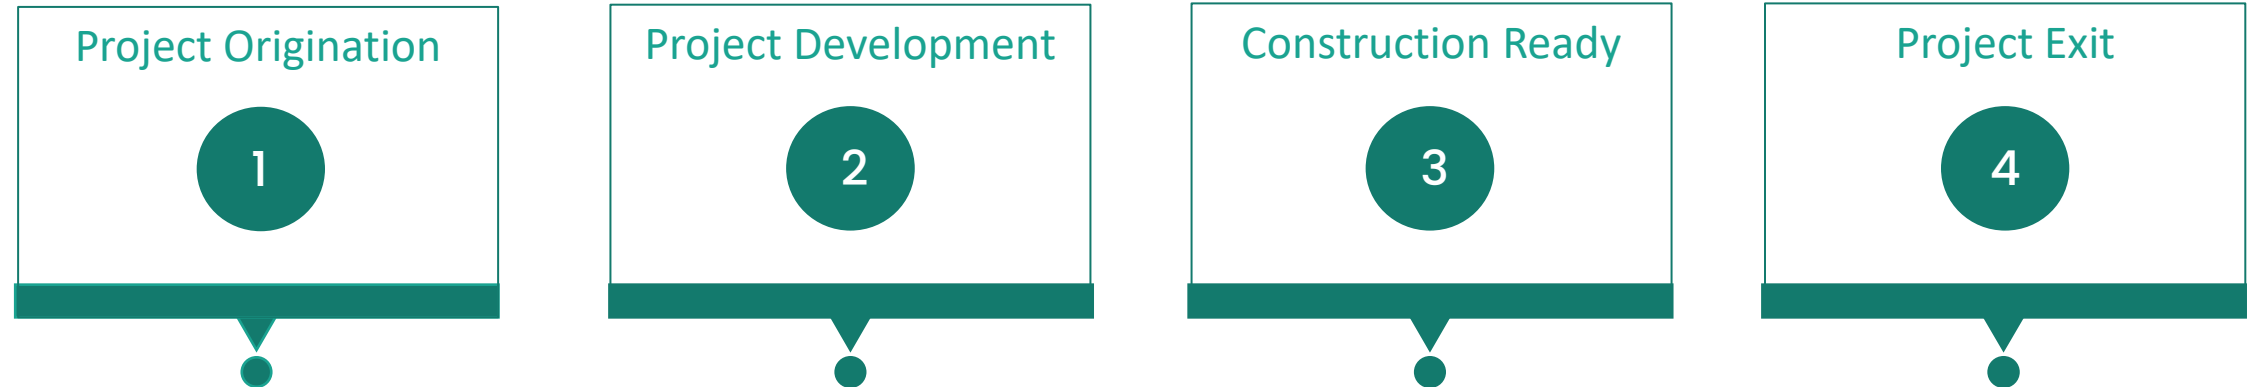 Project Origination
1
Project Development
2
Construction Ready
3
Project Exit
4